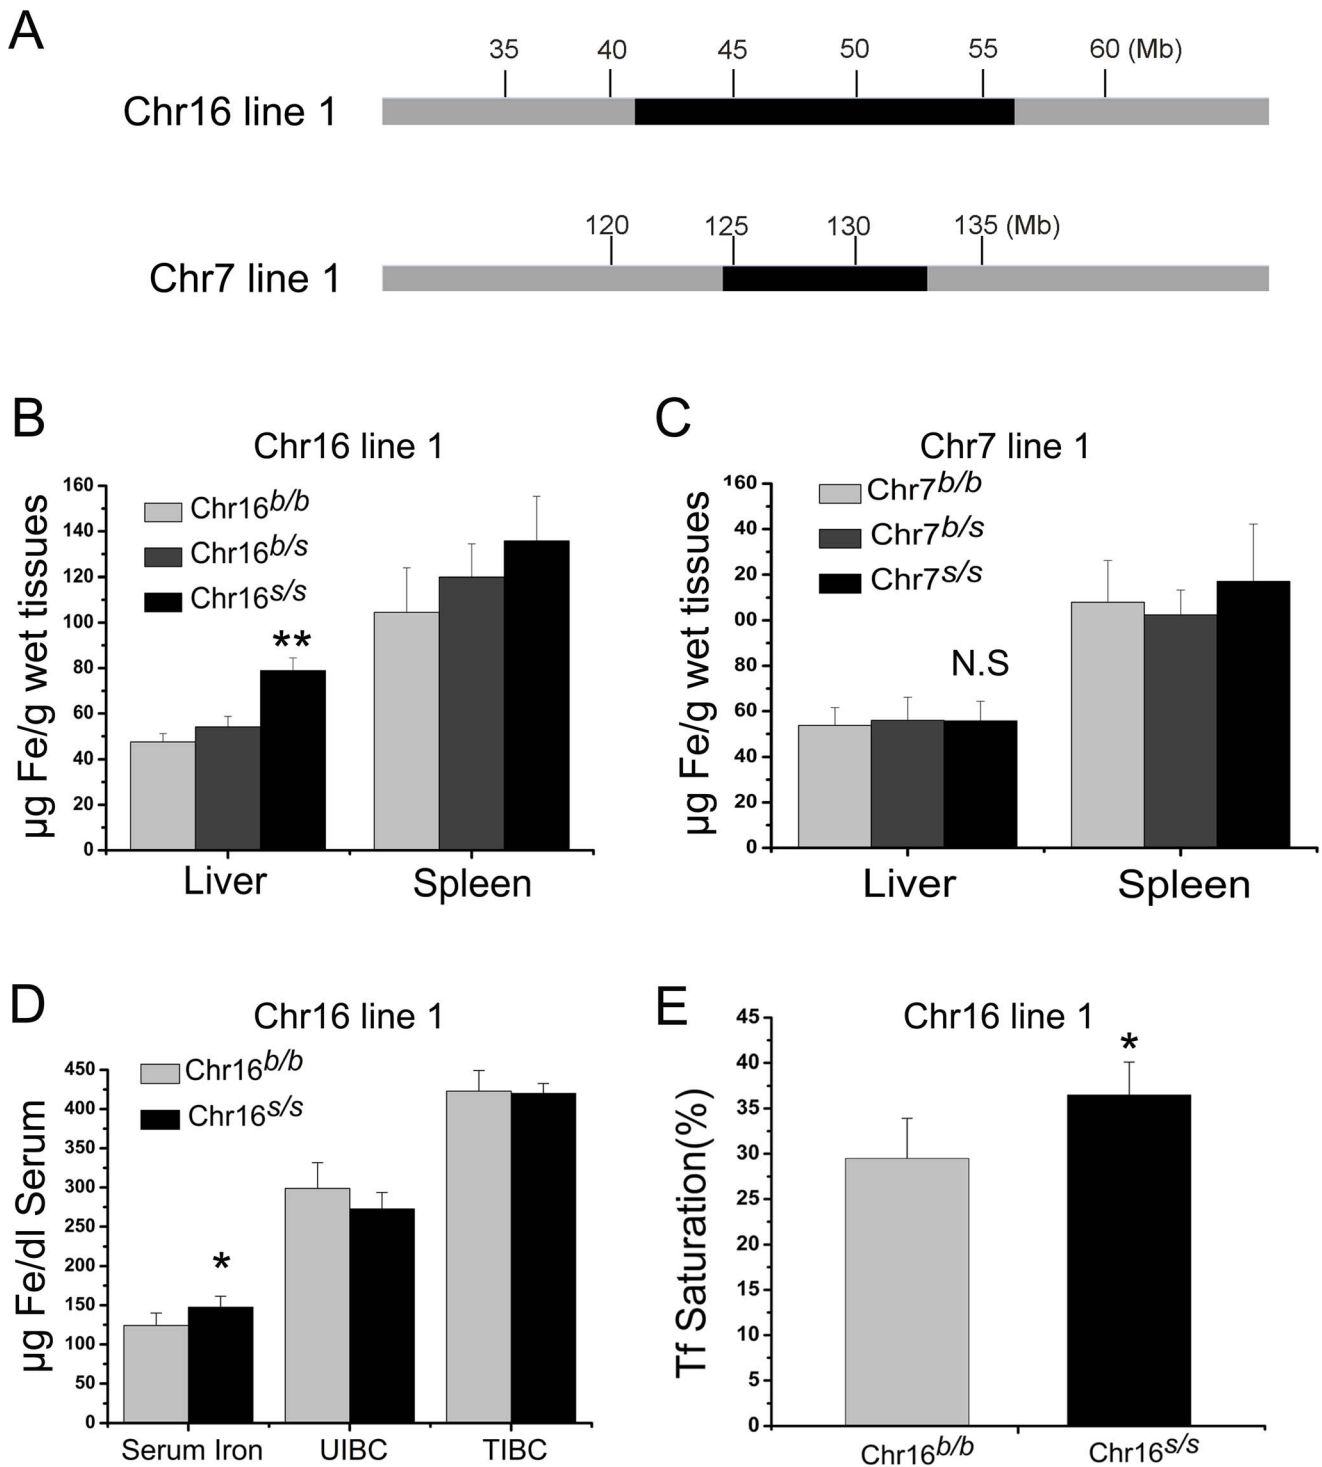 A
35 40 45 50 55 60 (Mb)
Chr16 line 1
120 125 130 135 (Mb)
Chr7 line 1
B
Chr16 line 1
µg Fe/g wet tissues
160
140
120
100
80
60
40
20
0
Chr16b/b
Chr16b/s
Chr16s/s
**
Liver Spleen
C
Chr7 line 1
µg Fe/g wet tissues
160
40
20
00
80
60
40
20
0
Chr7b/b
Chr7b/s
Chr7s/s
N.S
Liver Spleen
D
Chr16 line 1
µg Fe/dl Serum
450
400
350
300
250
200
150
100
50
0
Chr16b/b
Chr16s/s
*
Serum Iron UIBC TIBC
E
Chr16 line 1
Tf Saturation(%)
45
40
35
30
25
20
15
10
5
0
*
Chr16b/b Chr16s/s